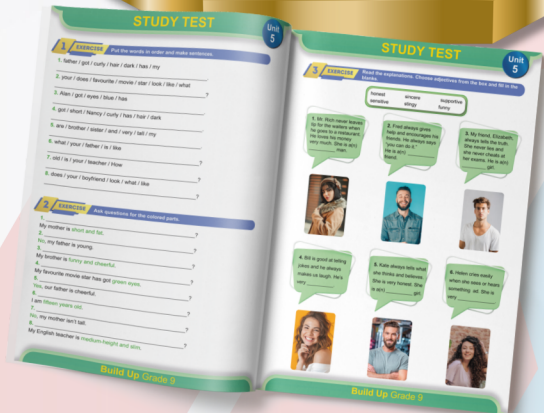 STUDY TEST
Unit
5
1 EXERCISE Put the words in order and make sentences.
1. father / got / curly / hair / dark / has / my
2. your / does / favourite / movie / star / look / like / what
?
3. Alan / got / eyes / blue / has
4. got / short / Nancy / curly / has / hair / dark
5. are / brother / sister / and / very / tall / my
6. what / your / father / is / like
?
7. old / is / your / teacher / How
?
8. does / your / boyfriend / look / what / like
?
2 EXERCISE Ask questions for the colored parts.
1. ?
My mother is short and fat.
2. ?
No, my father is young.
3. ?
My brother is funny and cheerful.
4. ?
My favourite movie star has got green eyes.
5. ?
Yes, our father is cheerful.
6. ?
I am fifteen years old.
7. ?
No, my mother isn't tall.
8. ?
My English teacher is medium-height and slim.
Build Up Grade 9
STUDY TEST
Unit
5
3 EXERCISE Read the explanations. Choose adjectives from the box and fill in the
blanks.
honest sincere supportive
sensitive stingy funny
1. Mr. Rich never leaves
tip for the waiters when
he goes to a restaurant.
He loves his money
very much. She is a(n)
man.
2. Fred always gives
help and encourages his
friends. He always says
"you can do it."
He is a(n)
friend.
3. My friend, Elizabeth,
always tells the truth.
She never lies and
she never cheats at
her exams. He is a(n)
girl.
4. Bill is good at telling
jokes and he always
makes us laugh. He's
very
5. Kate always tells what
she thinks and believes.
She is very honest. She
is a(n) girl.
6. Helen cries easily
when she sees or hears
something sad. She is
very
Build Up Grade 9